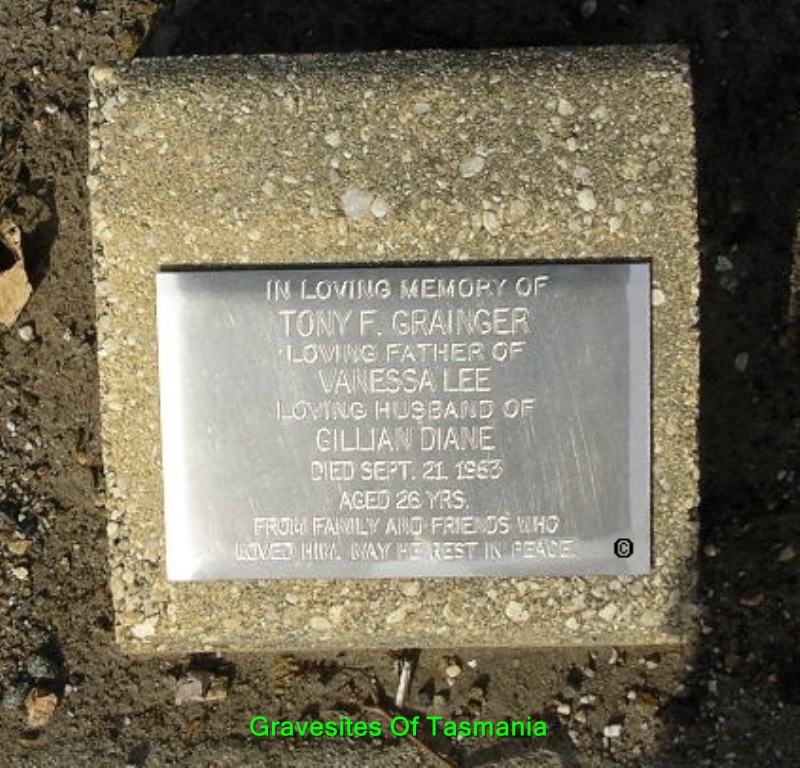 IN LOVING MEMORY OF
TONY F. GRAINGER
LOVING FATHER OF
VANESSA LEE
LOVING HUSBAND OF
GILLIAN DIANE
DIED SEPT. 21
AGED 26 YRS.
FROM FAMILY AND FRIENDS WHO
LOVED HIM. MAY HE REST IN PEACE.
©
Gravesites Of Tasmania